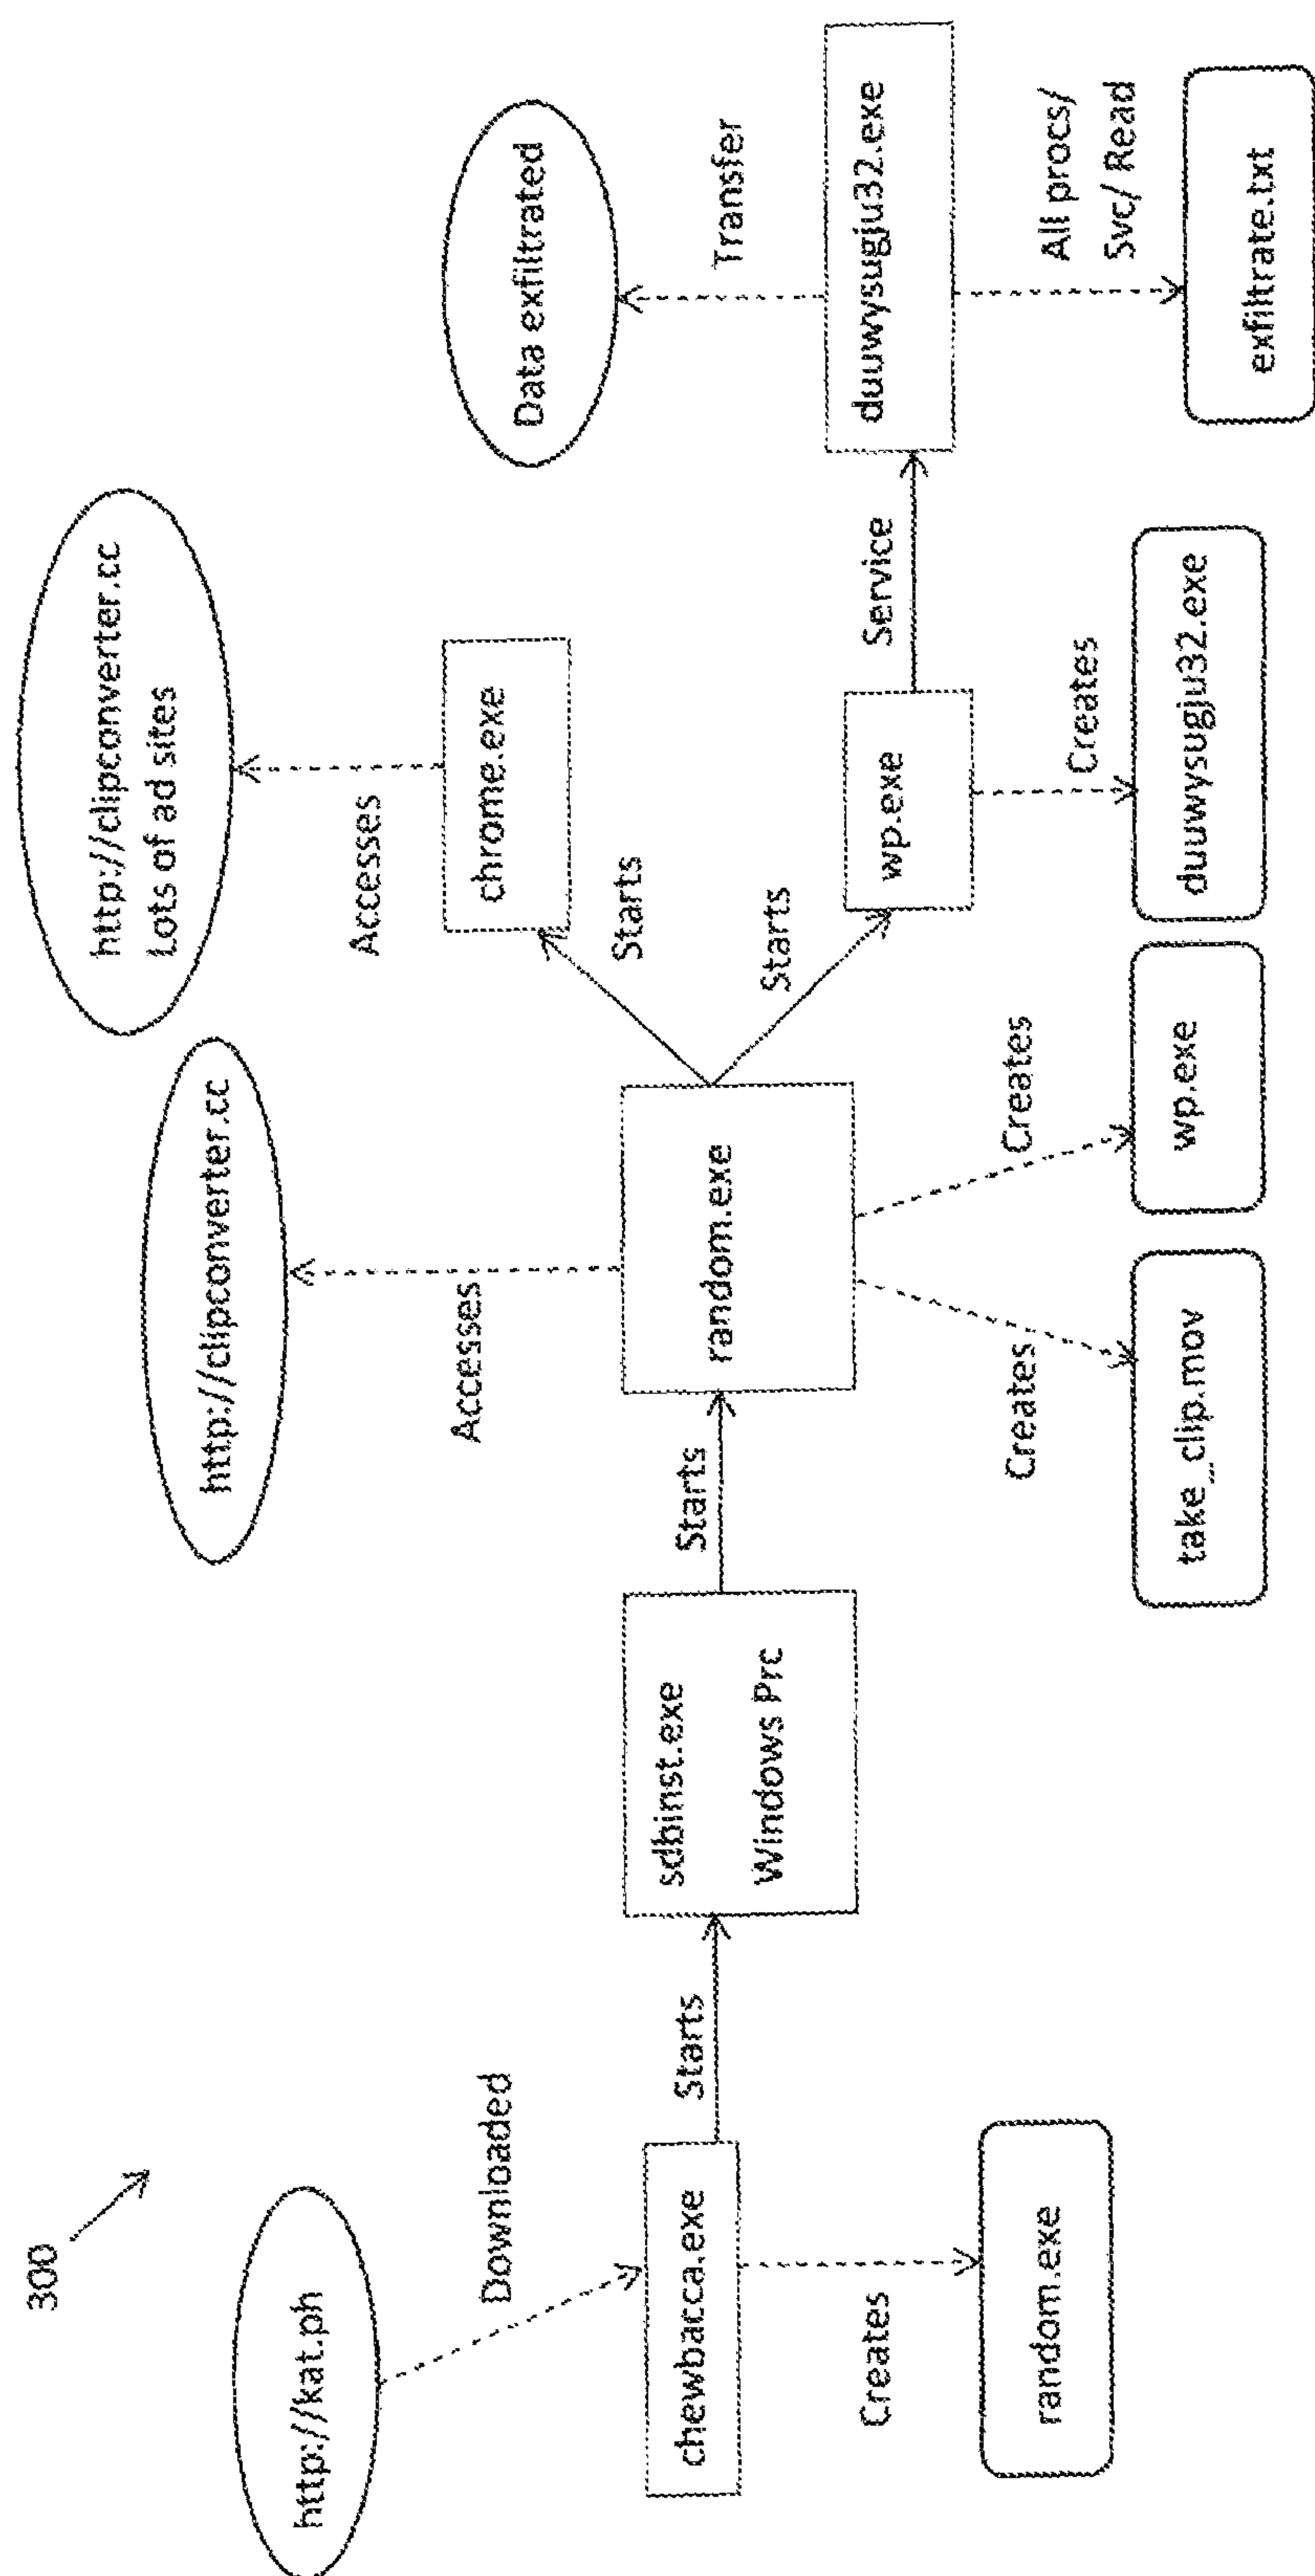 300
http://kat.ph
Downloaded
chewbacca.exe
Creates
random.exe
Starts
sdbinst.exe
Windows Prc
Starts
http://clipconverter.cc
Accesses
random.exe
Creates
take_clip.mov
Creates
wp.exe
Starts
http://clipconverter.cc
Lots of ad sites
Accesses
chrome.exe
Starts
wp.exe
Creates
duuwysugju32.exe
Service
Data exfiltrated
Transfer
duuwysugju32.exe
All procs/
Svc/ Read
exfiltrate.txt